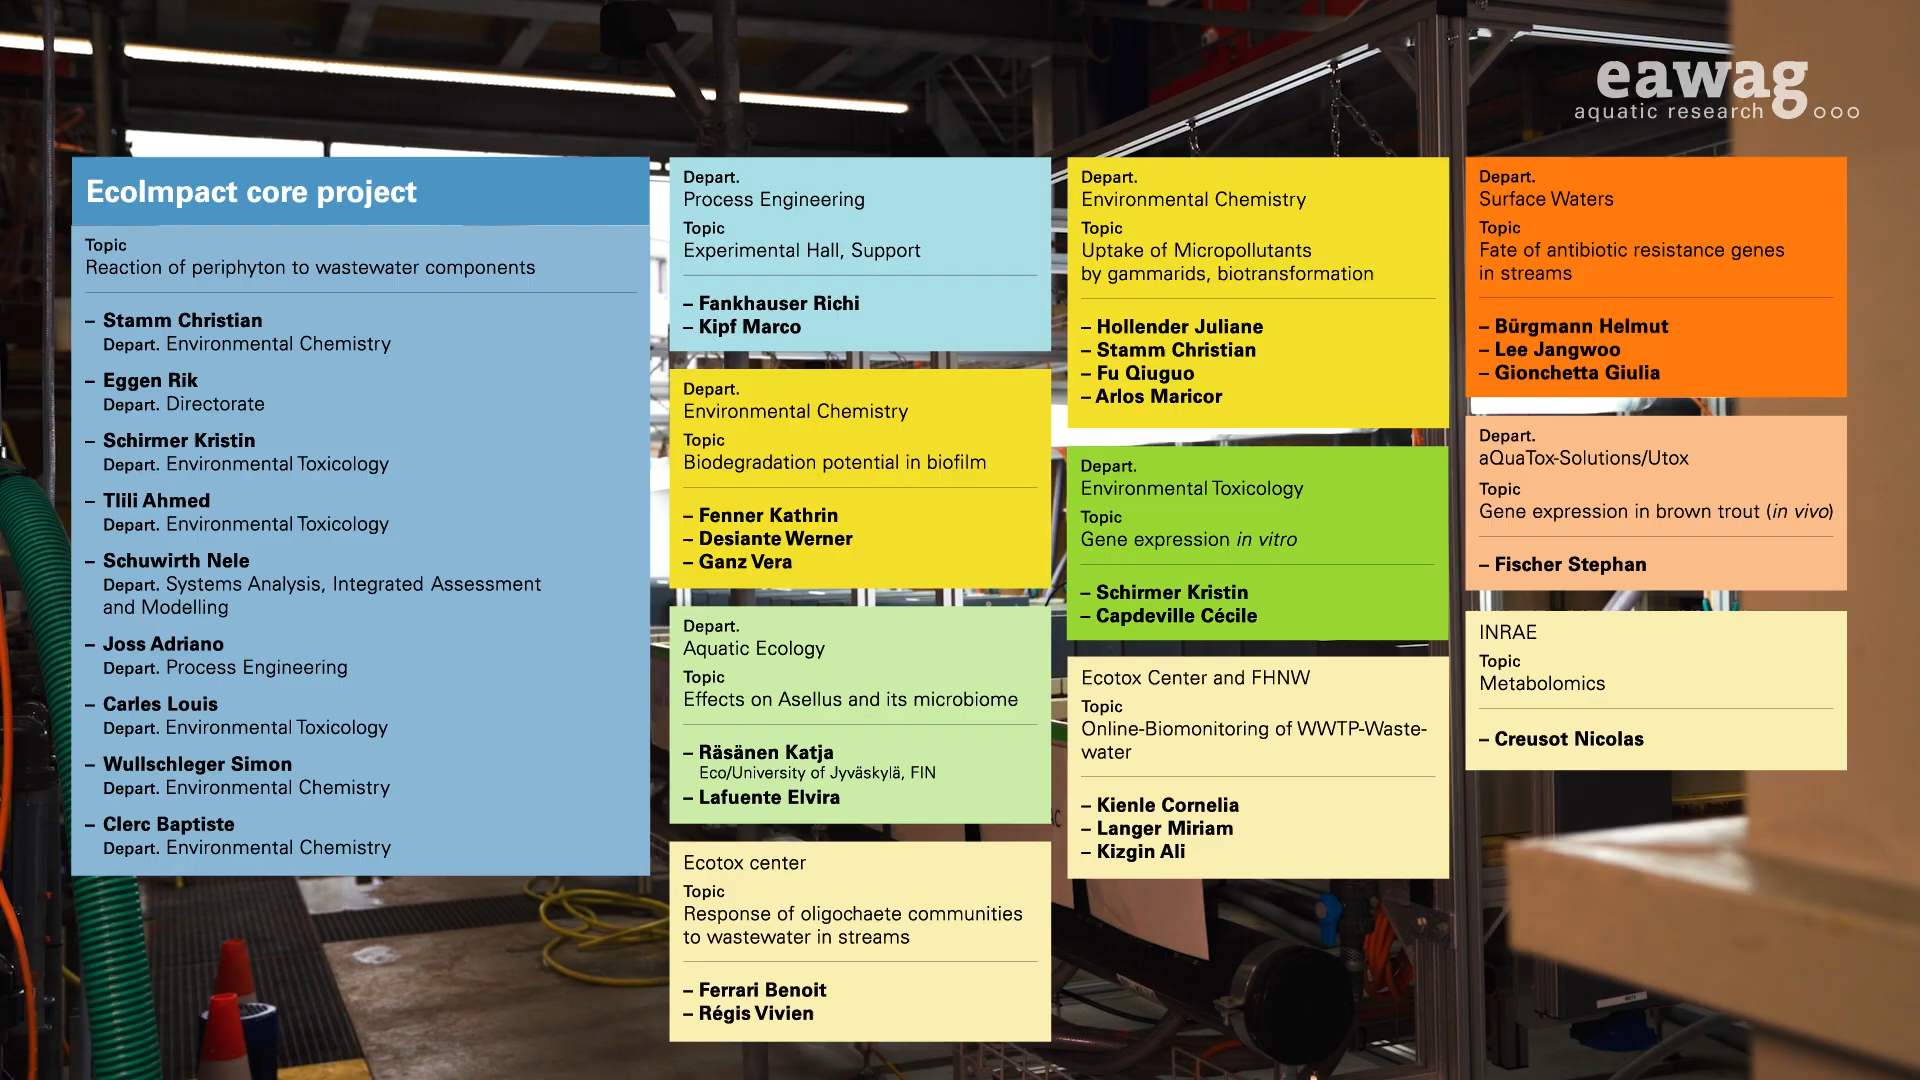 eawag
aquatic research
EcoImpact core project
Topic
Reaction of periphyton to wastewater components
– Stamm Christian
Depart. Environmental Chemistry
– Eggen Rik
Depart. Directorate
– Schirmer Kristin
Depart. Environmental Toxicology
– Tlili Ahmed
Depart. Environmental Toxicology
– Schuwirth Nele
Depart. Systems Analysis, Integrated Assessment
and Modelling
– Joss Adriano
Depart. Process Engineering
– Carles Louis
Depart. Environmental Toxicology
– Wullschleger Simon
Depart. Environmental Chemistry
– Clerc Baptiste
Depart. Environmental Chemistry
Depart.
Process Engineering
Topic
Experimental Hall, Support
– Fankhauser Richi
– Kipf Marco
Depart.
Environmental Chemistry
Topic
Biodegradation potential in biofilm
– Fenner Kathrin
– Desiante Werner
– Ganz Vera
Depart.
Aquatic Ecology
Topic
Effects on Asellus and its microbiome
– Räsänen Katja
Eco/University of Jyväskylä, FIN
– Lafuente Elvira
Ecotox center
Topic
Response of oligochaete communities
to wastewater in streams
– Ferrari Benoit
– Régis Vivien
Depart.
Environmental Chemistry
Topic
Uptake of Micropollutants
by gammarids, biotransformation
– Hollender Juliane
– Stamm Christian
– Fu Qiuguo
– Arlos Maricor
Depart.
Environmental Toxicology
Topic
Gene expression in vitro
– Schirmer Kristin
– Capdeville Cécile
Ecotox Center and FHNW
Topic
Online-Biomonitoring of WWTP-Waste-
water
– Kienle Cornelia
– Langer Miriam
– Kizgin Ali
Depart.
Surface Waters
Topic
Fate of antibiotic resistance genes
in streams
– Bürgmann Helmut
– Lee Jangwoo
– Gionchetta Giulia
Depart.
aQuaTox-Solutions/Utox
Topic
Gene expression in brown trout (in vivo)
– Fischer Stephan
INRAE
Topic
Metabolomics
– Creusot Nicolas